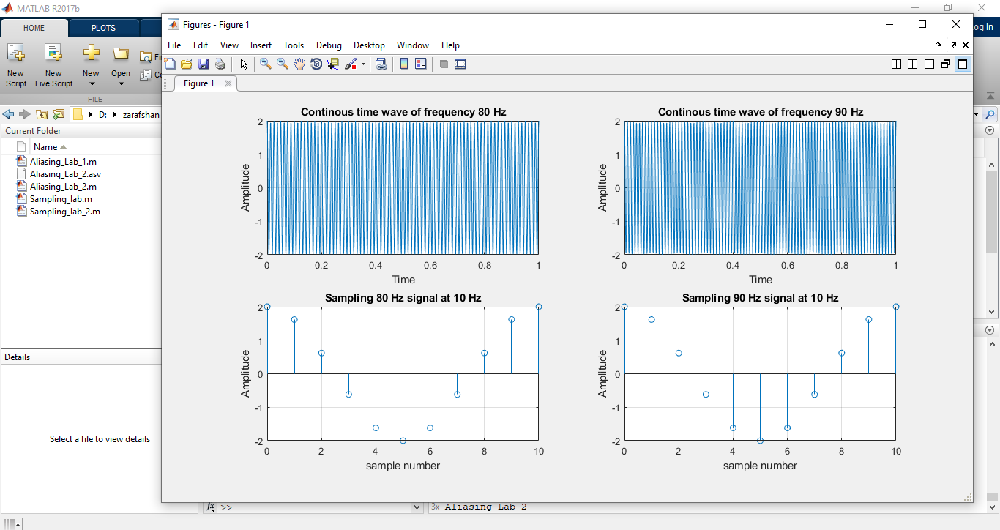 MATLAB R2017b
HOME
PLOTS
og In
Figures - Figure 1
File Edit View Insert Tools Debug Desktop Window Help
Figure 1
New Script
New Live Script
New
Open
FILE
D: zarafshan
Current Folder
Name
Aliasing_Lab_1.m
Aliasing_Lab_2.asv
Aliasing_Lab_2.m
Sampling_lab.m
Sampling_lab_2.m
Details
Select a file to view details
Continous time wave of frequency 80 Hz
2
1
0
-1
-2
Amplitude
0 0.2 0.4 0.6 0.8 1
Time
Continous time wave of frequency 90 Hz
2
1
0
-1
-2
Amplitude
0 0.2 0.4 0.6 0.8 1
Time
Sampling 80 Hz signal at 10 Hz
2
1
0
-1
-2
Amplitude
0 2 4 6 8 10
sample number
Sampling 90 Hz signal at 10 Hz
2
1
0
-1
-2
Amplitude
0 2 4 6 8 10
sample number
fx >>
3x Aliasing_Lab_2